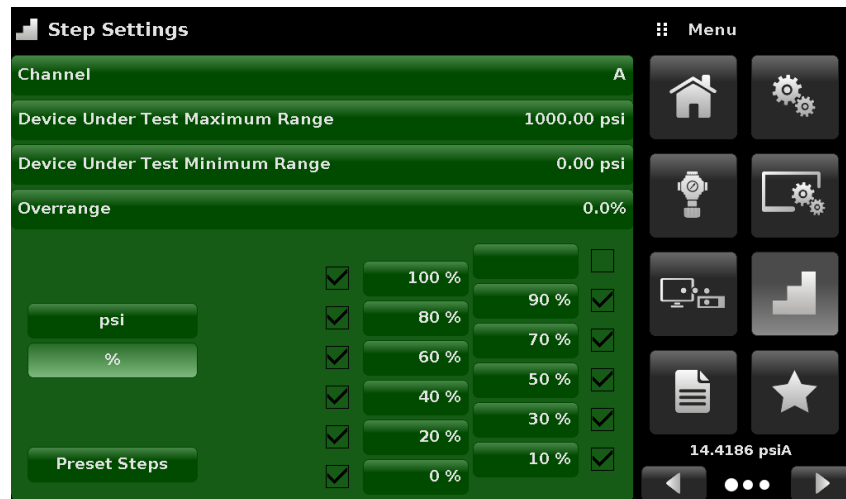 Step Settings
Menu
Channel A
Device Under Test Maximum Range 1000.00 psi
Device Under Test Minimum Range 0.00 psi
Overrange 0.0%
100 %
90 %
psi
80 %
70 %
%
60 %
50 %
40 %
30 %
20 %
10 %
Preset Steps
0 %
14.4186 psiA